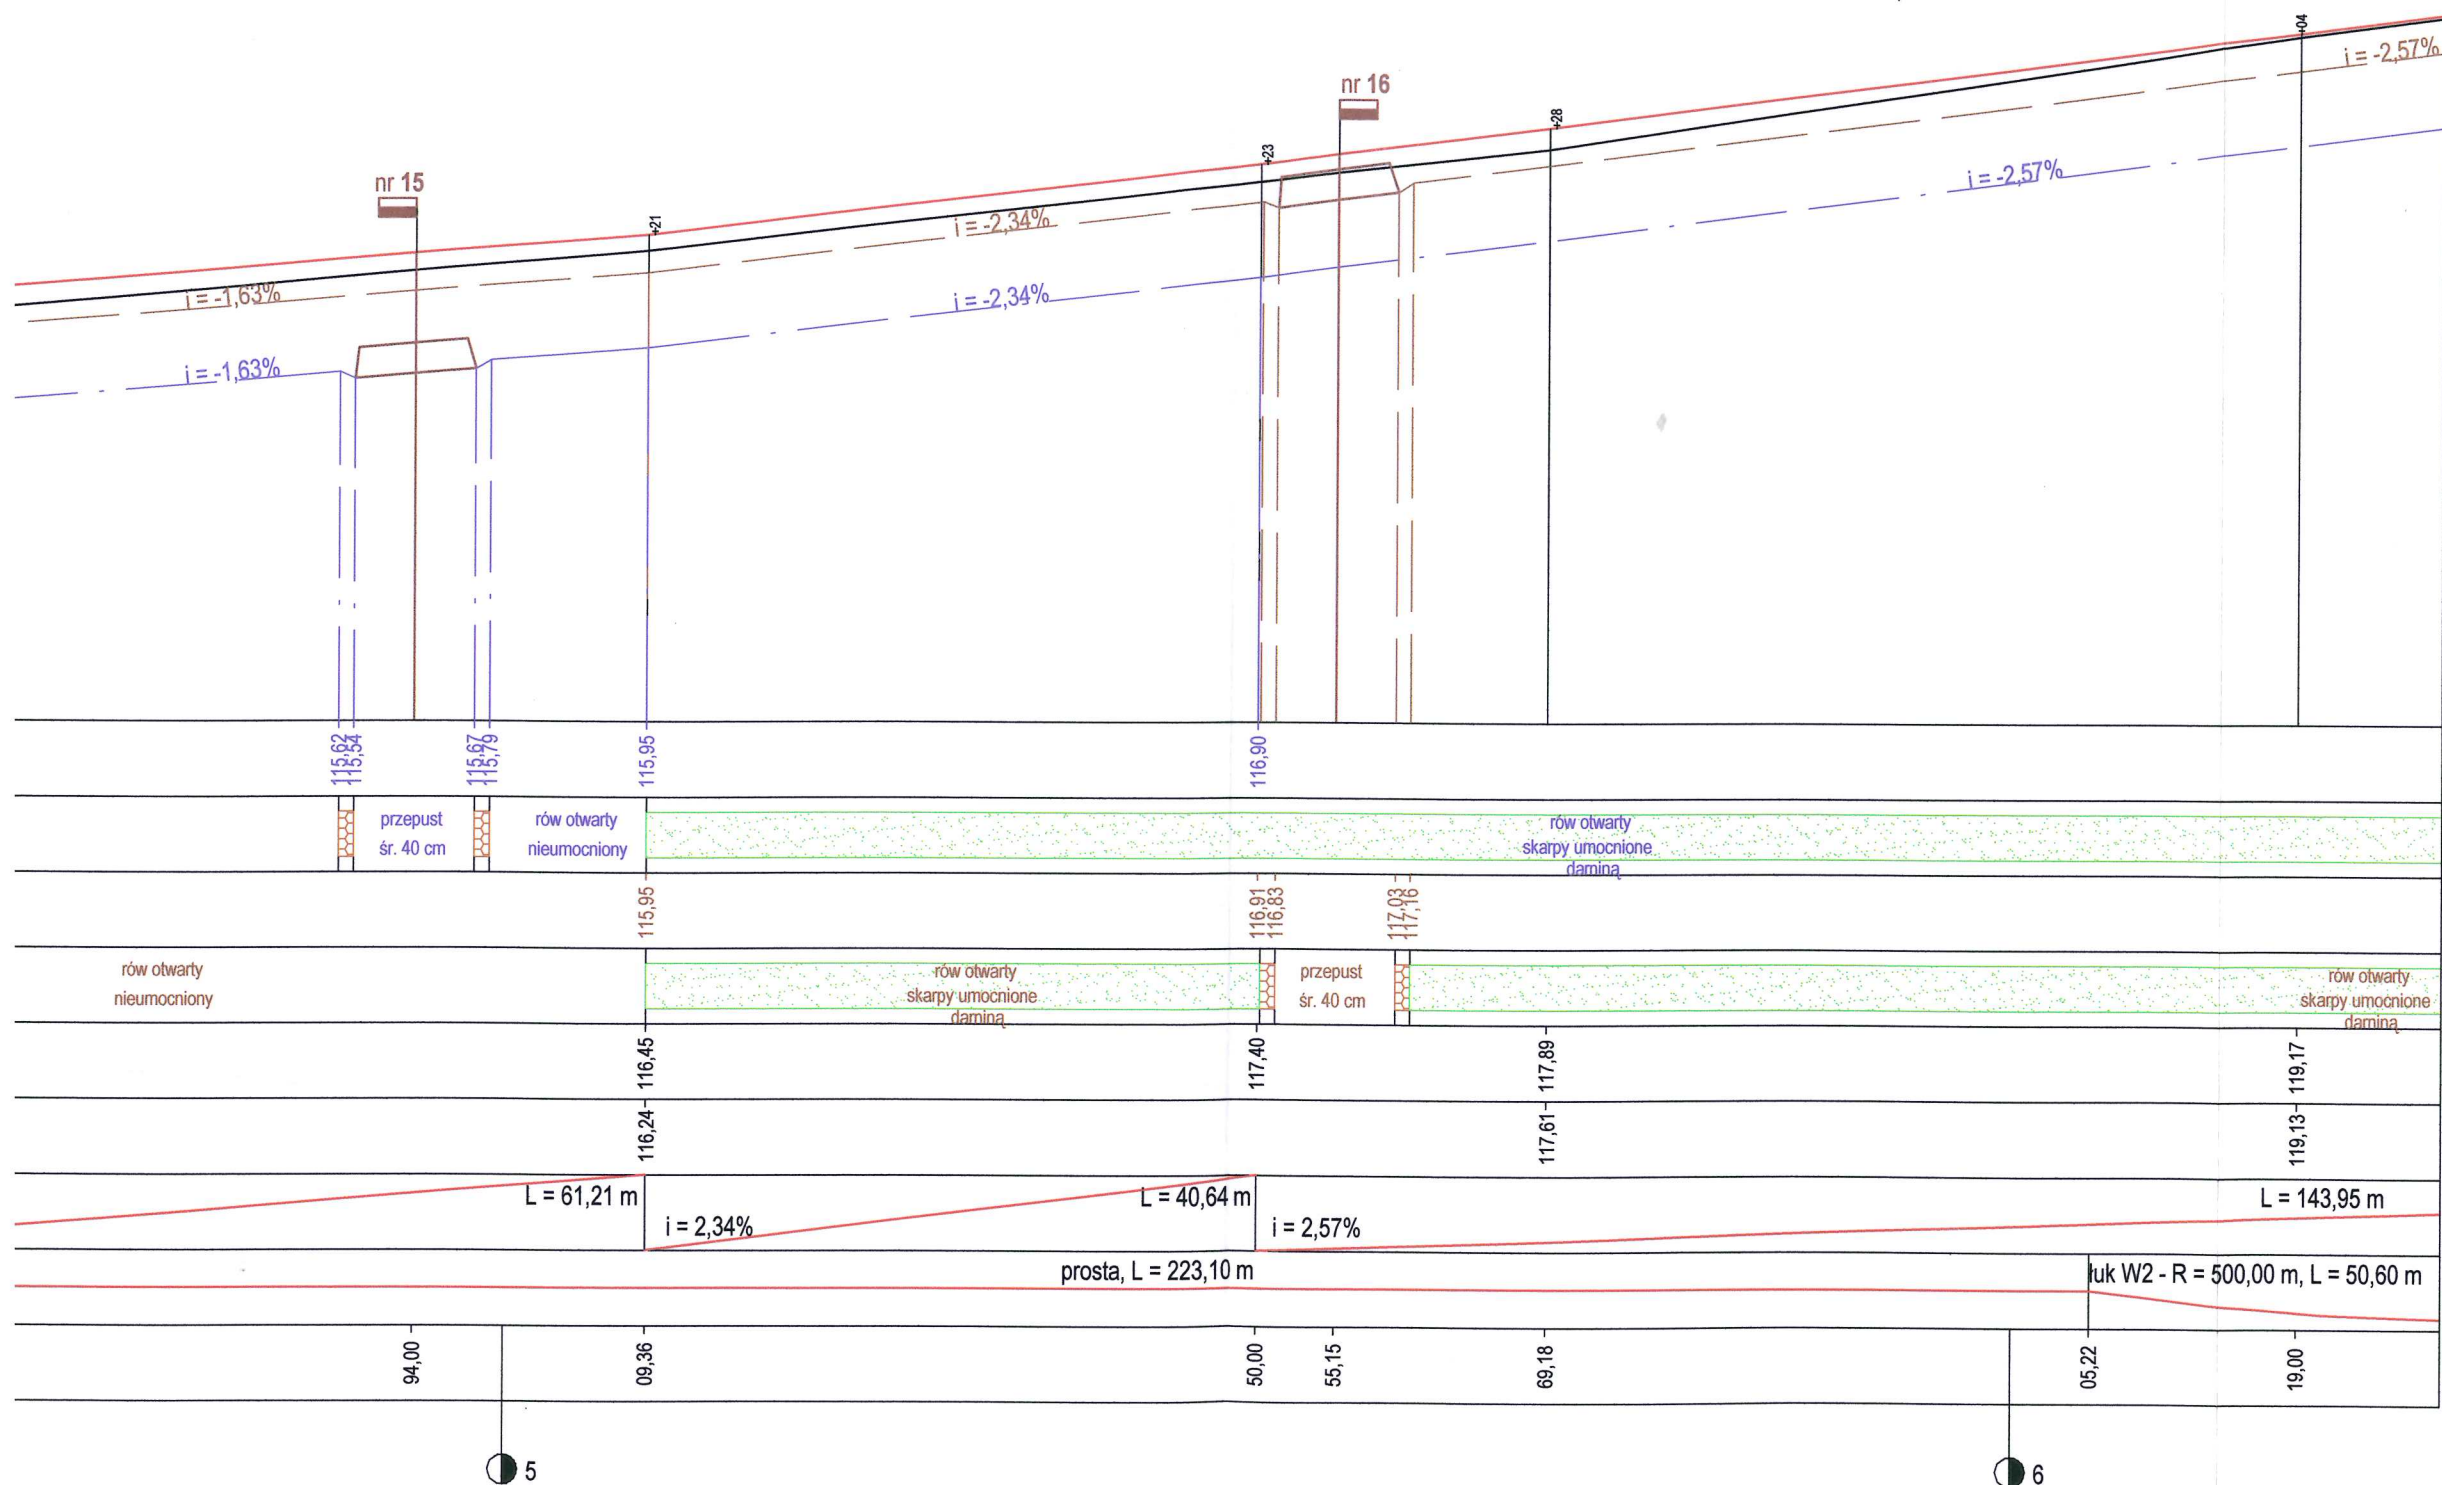 +04
i = -2,57%
nr 16
+28
+23
i = -2,57%
nr 15
+21
i = -2,34%
i = -1,63%
i = -2,34%
i = -1,63%
115,62
115,54
115,67
115,79
115,95
116,90
przepust
śr. 40 cm
rów otwarty
nieumocniony
rów otwarty
skarpy umocnione
darniną
115,95
116,91
116,83
117,03
117,16
rów otwarty
nieumocniony
rów otwarty
skarpy umocnione
darniną
przepust
śr. 40 cm
rów otwarty
skarpy umocnione
darniną
116,45
117,40
117,89
119,17
116,24
117,61
119,13
L = 61,21 m
i = 2,34%
L = 40,64 m
i = 2,57%
L = 143,95 m
prosta, L = 223,10 m
łuk W2 - R = 500,00 m, L = 50,60 m
94,00
09,36
50,00
55,15
69,18
05,22
19,00
5
6